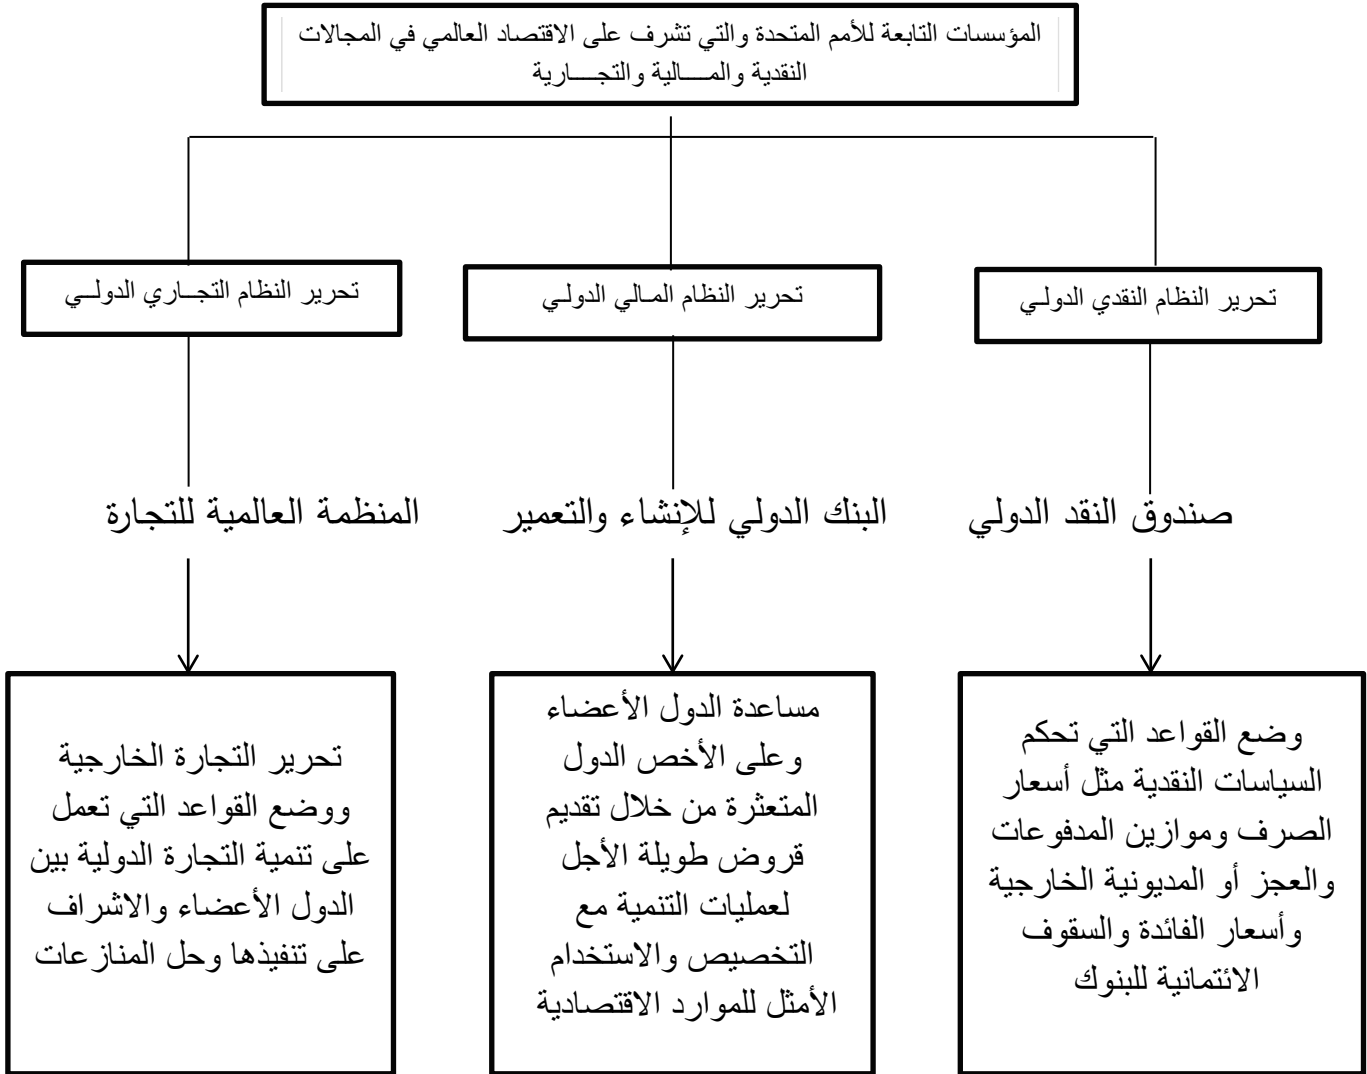 المؤسسات التابعة للأمم المتحدة والتي تشرف على الاقتصاد العالمي في المجالات
النقدية والمـــالية والتجـــارية
تحرير النظام النقدي الدولـي
تحرير النظام المـالي الدولـي
تحرير النظام التجــاري الدولــي
صندوق النقد الدولي
البنك الدولي للإنشاء والتعمير
المنظمة العالمية للتجارة
وضع القواعد التي تحكم
السياسات النقدية مثل أسعار
الصرف وموازين المدفوعات
والعجز أو المديونية الخارجية
وأسعار الفائدة والسقوف
الائتمانية للبنوك
مساعدة الدول الأعضاء
وعلى الأخص الدول
المتعثرة من خلال تقديم
قروض طويلة الأجل
لعمليات التنمية مع
التخصيص والاستخدام
الأمثل للموارد الاقتصادية
تحرير التجارة الخارجية
ووضع القواعد التي تعمل
على تنمية التجارة الدولية بين
الدول الأعضاء والاشراف
على تنفيذها وحل المنازعات